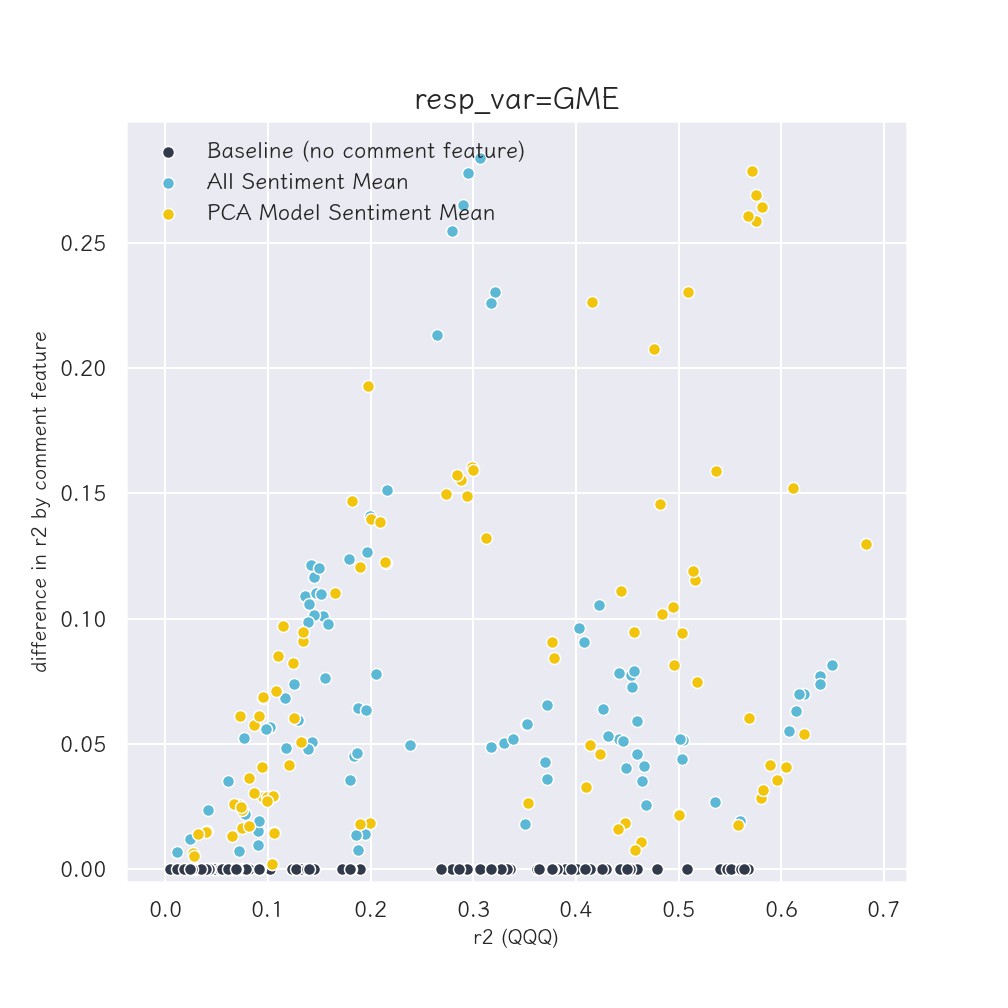 resp_var=GME
Baseline (no comment feature)
All Sentiment Mean
PCA Model Sentiment Mean
difference in r2 by comment feature
0.25
0.20
0.15
0.10
0.05
0.00
0.0 0.1 0.2 0.3 0.4 0.5 0.6 0.7
r2 (QQQ)